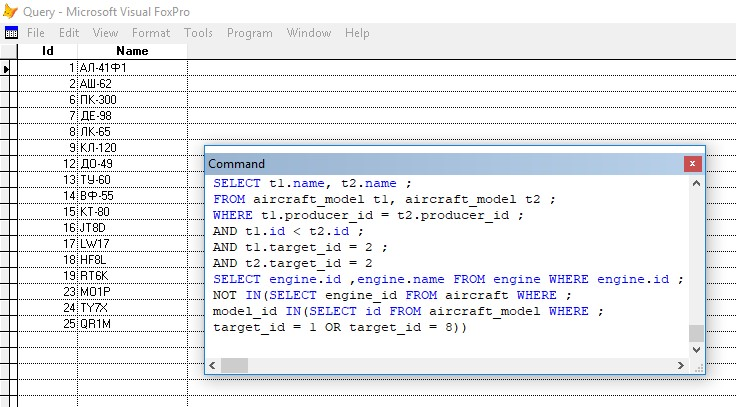 Query - Microsoft Visual FoxPro
File Edit View Format Tools Program Window Help
Id Name
1 АЛ-41Ф1
2 АШ-62
6 ПК-300
7 ДЕ-98
8 ЛК-65
9 КЛ-120
12 ДО-49
13 ТУ-60
14 ВФ-55
15 КТ-80
16 JT8D
17 LW17
18 HF8L
19 RT6K
23 MO1P
24 TY7X
25 QR1M
Command
SELECT t1.name, t2.name ;
FROM aircraft_model t1, aircraft_model t2 ;
WHERE t1.producer_id = t2.producer_id ;
AND t1.id < t2.id ;
AND t1.target_id = 2 ;
AND t2.target_id = 2
SELECT engine.id ,engine.name FROM engine WHERE engine.id ;
NOT IN(SELECT engine_id FROM aircraft WHERE ;
model_id IN(SELECT id FROM aircraft_model WHERE ;
target_id = 1 OR target_id = 8))